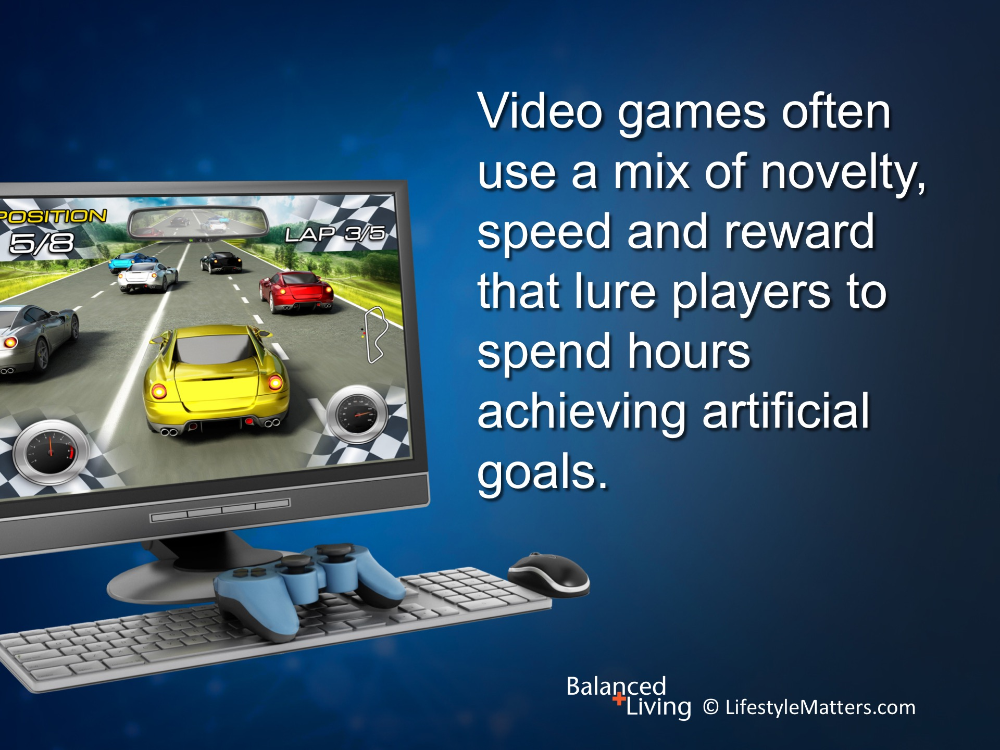 Video games often
use a mix of novelty,
speed and reward
that lure players to
spend hours
achieving artificial
goals.
POSITION
5/8
LAP 3/5
Balanced
Living
© LifestyleMatters.com